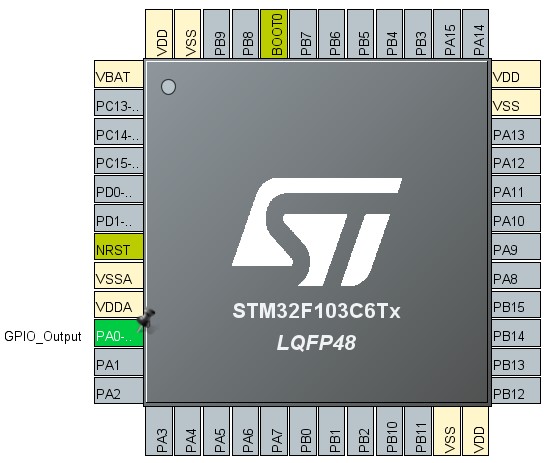 VDD
VSS
PB9
PB8
BOOT0
PB7
PB6
PB5
PB4
PB3
PA15
PA14
VBAT
PC13-..
PC14-..
PC15-..
PD0-..
PD1-..
NRST
VSSA
VDDA
GPIO_Output PA0-..
PA1
PA2
ST
STM32F103C6Tx
LQFP48
VDD
VSS
PA13
PA12
PA11
PA10
PA9
PA8
PB15
PB14
PB13
PB12
PA3
PA4
PA5
PA6
PA7
PB0
PB1
PB2
PB10
PB11
VSS
VDD